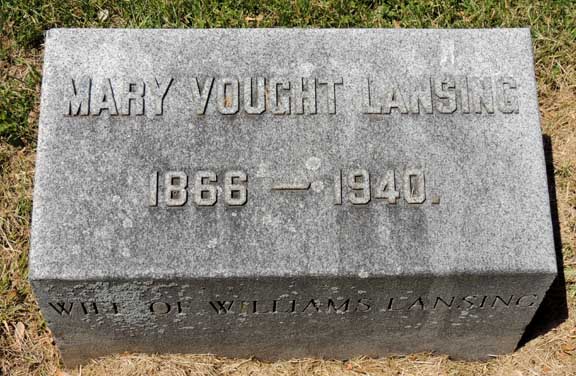 MARY VOUGHT LANSING
1866 — 1940.
WIFE OF WILLIAMS LANSING